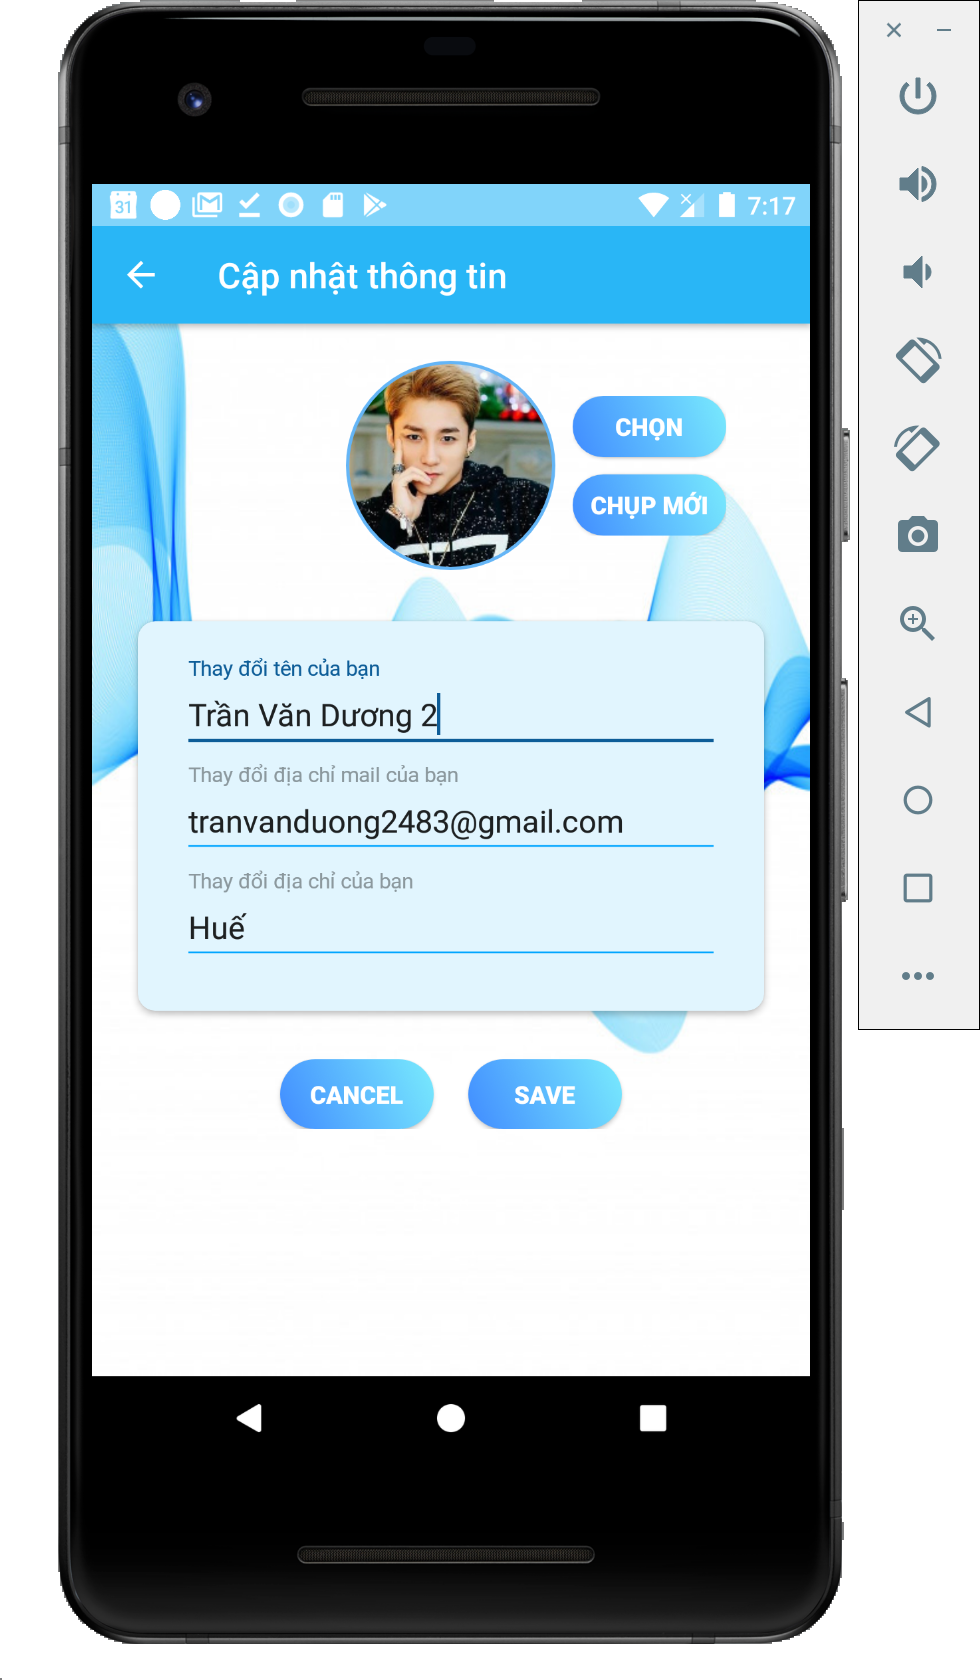 31 7:17
Cập nhật thông tin
CHỌN
CHỤP MỚI
Thay đổi tên của bạn
Trần Văn Dương 2
Thay đổi địa chỉ mail của bạn
tranvanduong2483@gmail.com
Thay đổi địa chỉ của bạn
Huế
CANCEL SAVE